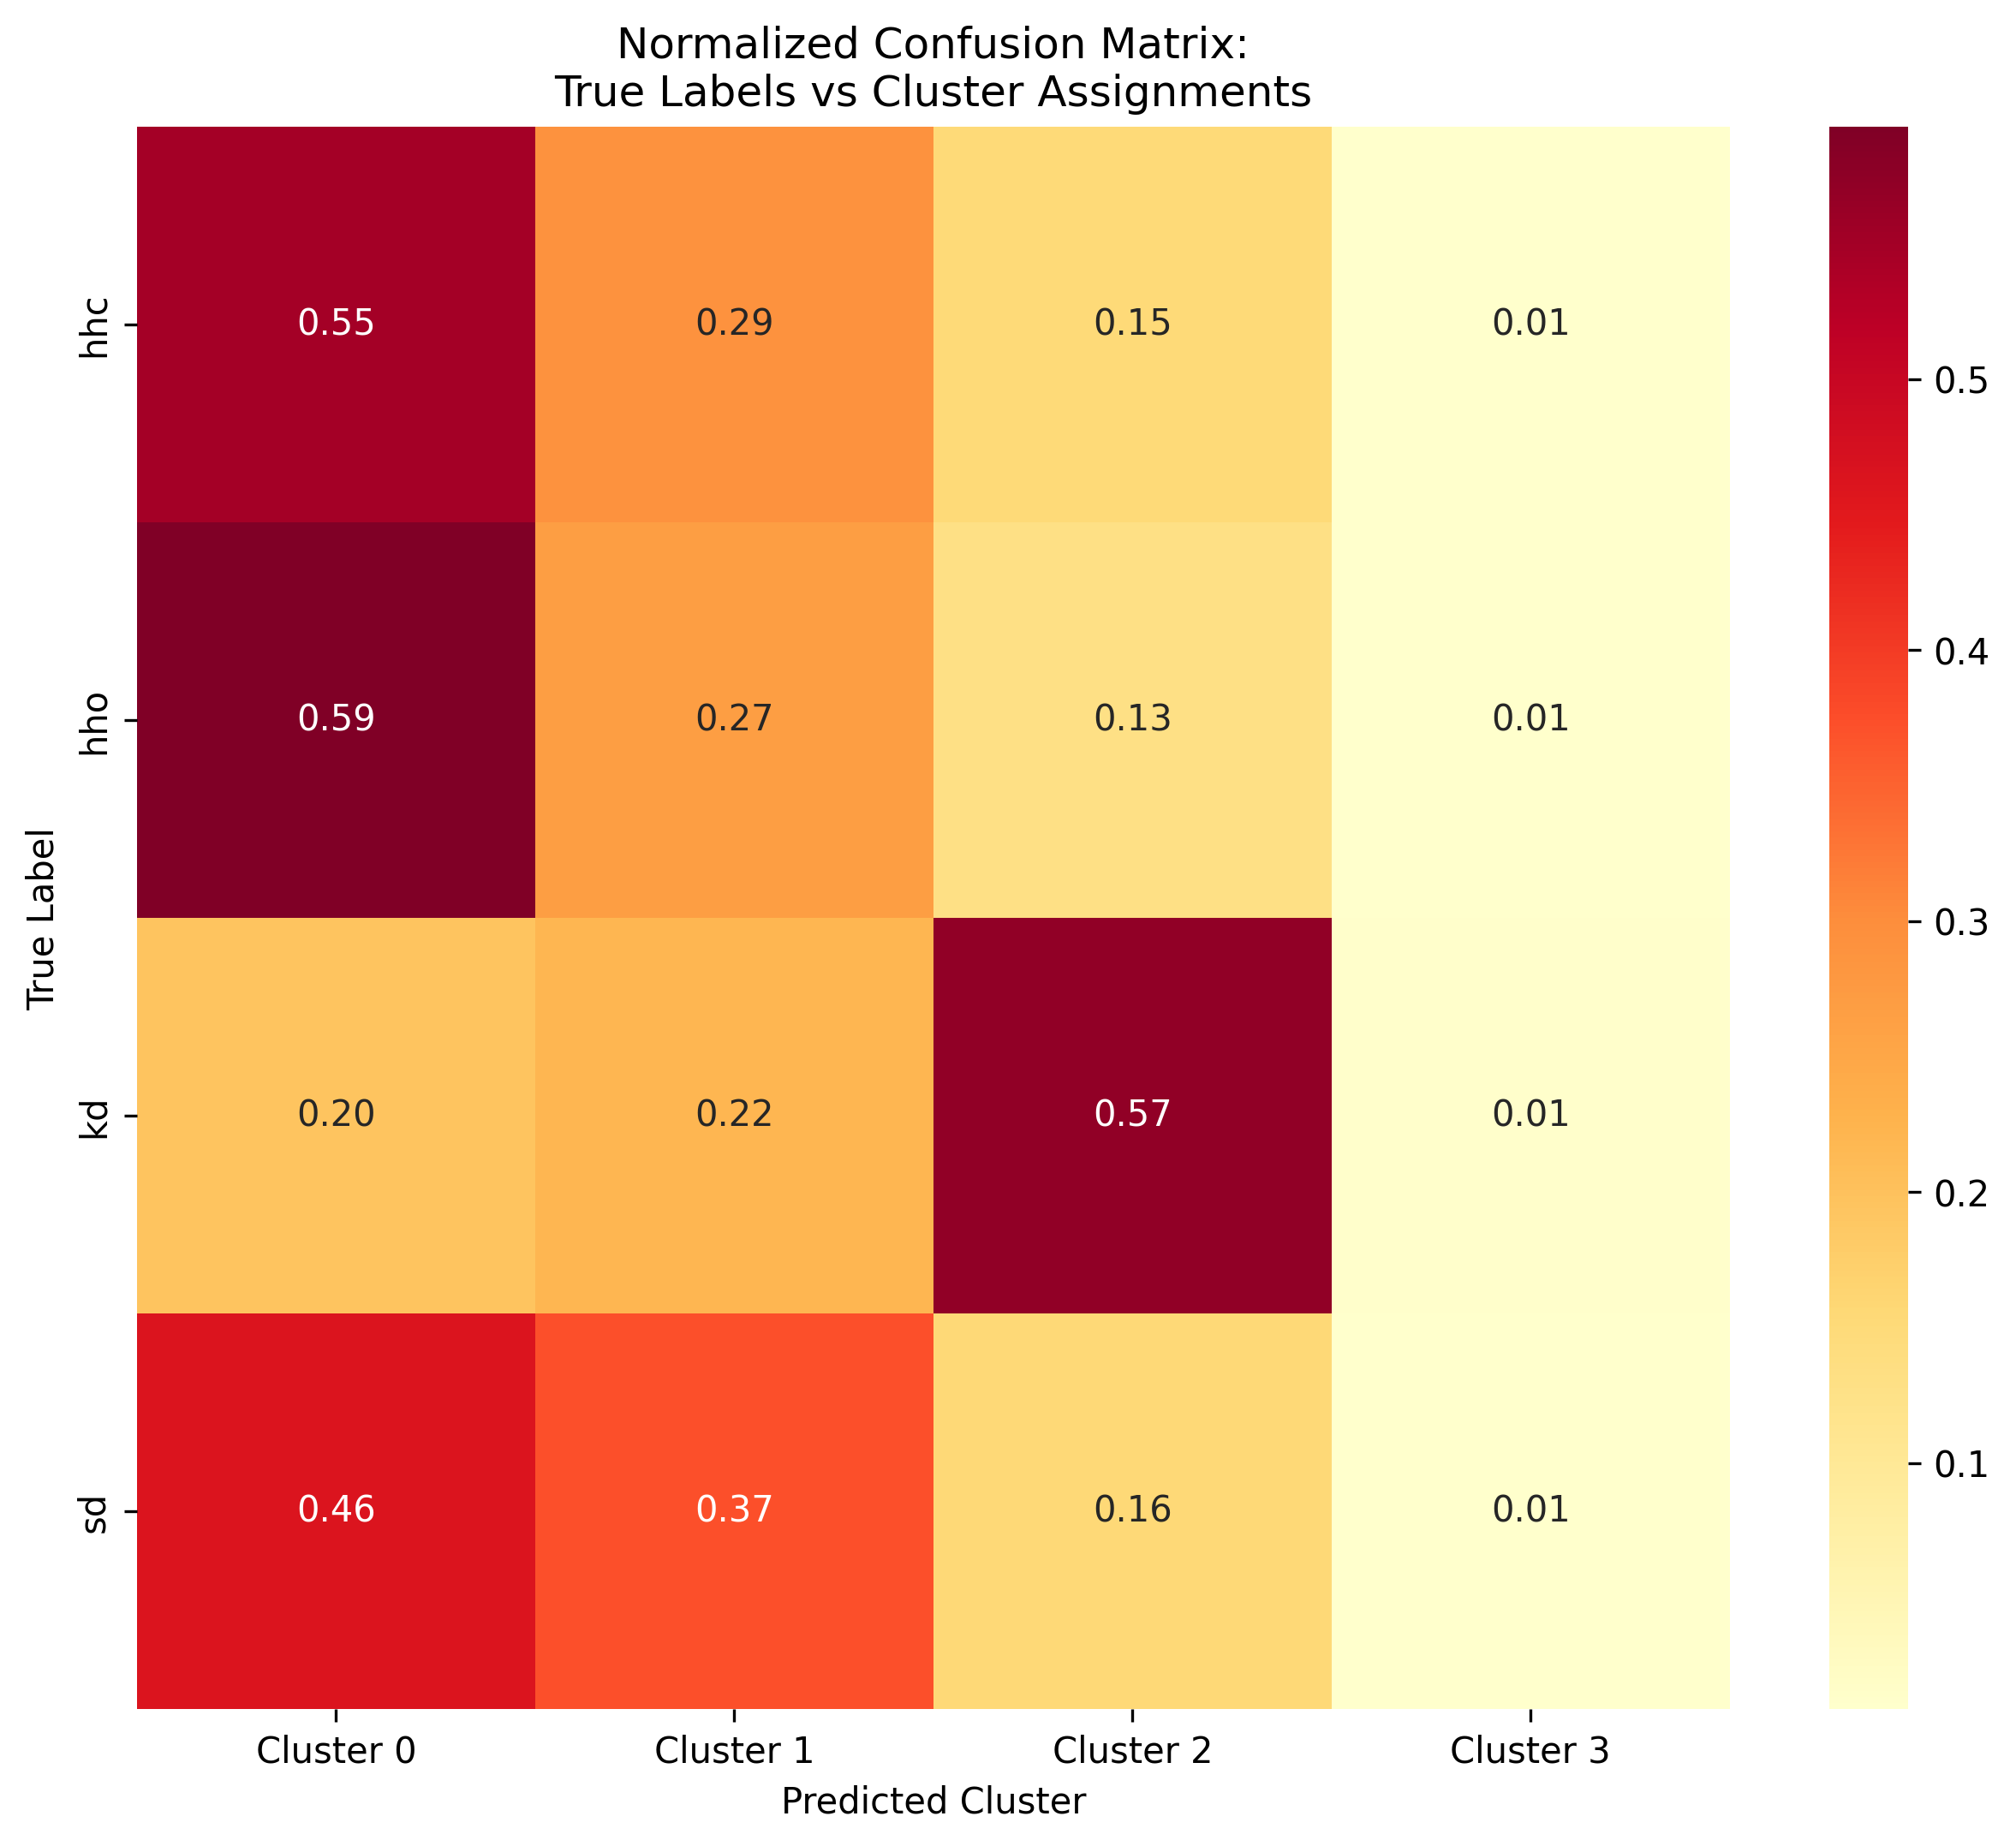 Normalized Confusion Matrix:
True Labels vs Cluster Assignments
True Label
hhc
0.55 0.29 0.15 0.01
hho
0.59 0.27 0.13 0.01
kd
0.20 0.22 0.57 0.01
sd
0.46 0.37 0.16 0.01
Cluster 0 Cluster 1 Cluster 2 Cluster 3
Predicted Cluster
0.5
0.4
0.3
0.2
0.1